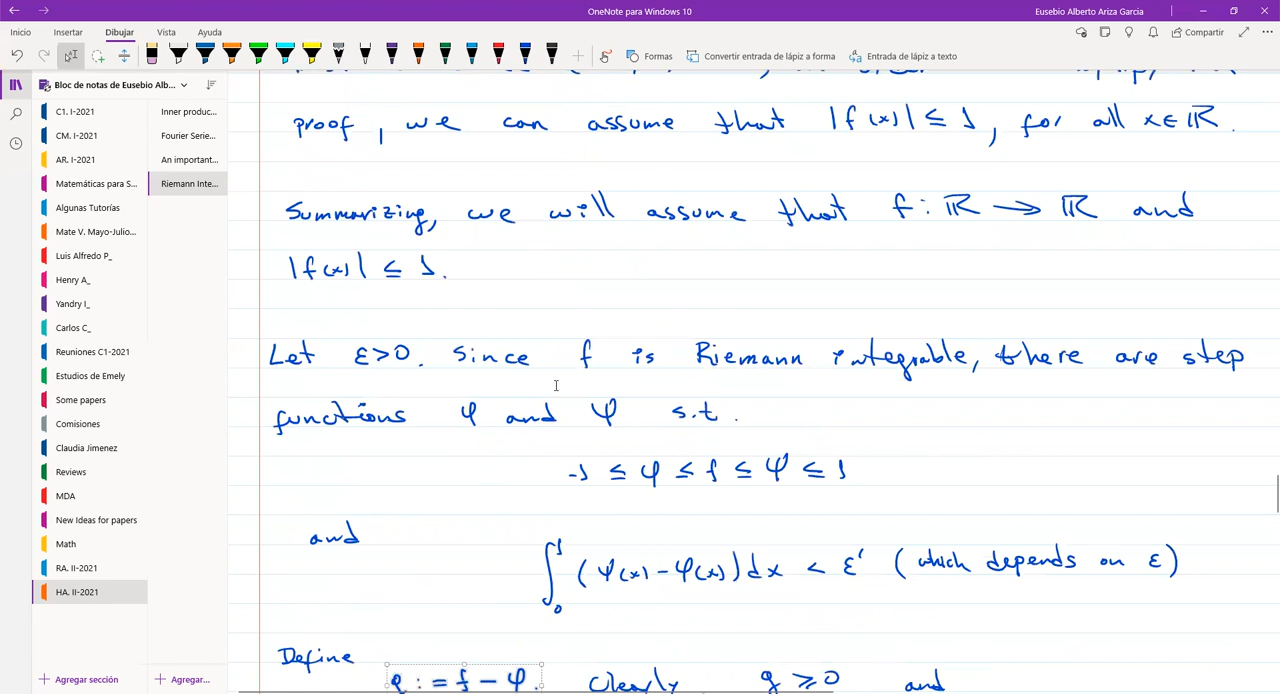 OneNote para Windows 10
Eusebio Alberto Ariza Garcia
Inicio
Insertar
Dibujar
Vista
Ayuda
Compartir
Formas
Convertir entrada de lápiz a forma
Entrada de lápiz a texto
Bloc de notas de Eusebio Alb...
C1. I-2021
CM. I-2021
AR. I-2021
Matemáticas para S...
Algunas Tutorías
Mate V. Mayo-Julio...
Luis Alfredo P_
Henry A_
Yandry I_
Carlos C_
Reuniones C1-2021
Estudios de Emely
Some papers
Comisiones
Claudia Jimenez
Reviews
MDA
New Ideas for papers
Math
RA. II-2021
HA. II-2021
Agregar sección
Inner produc...
Fourier Serie...
An important...
Riemann Inte...
Agregar...
proof, we can assume that |f(x)| ≤ 1, for all x ∈ ℝ.
Summarizing, we will assume that f: ℝ → ℝ and
|f(x)| ≤ 1.
Let ε>0. Since f is Riemann integrable, there are step
functions φ and ψ s.t.
-1 ≤ φ ≤ f ≤ ψ ≤ 1
and
∫₀¹ (ψ(x) - φ(x)) dx < ε' (which depends on ε)
Define
g := f - φ. Clearly g ≥ 0 and